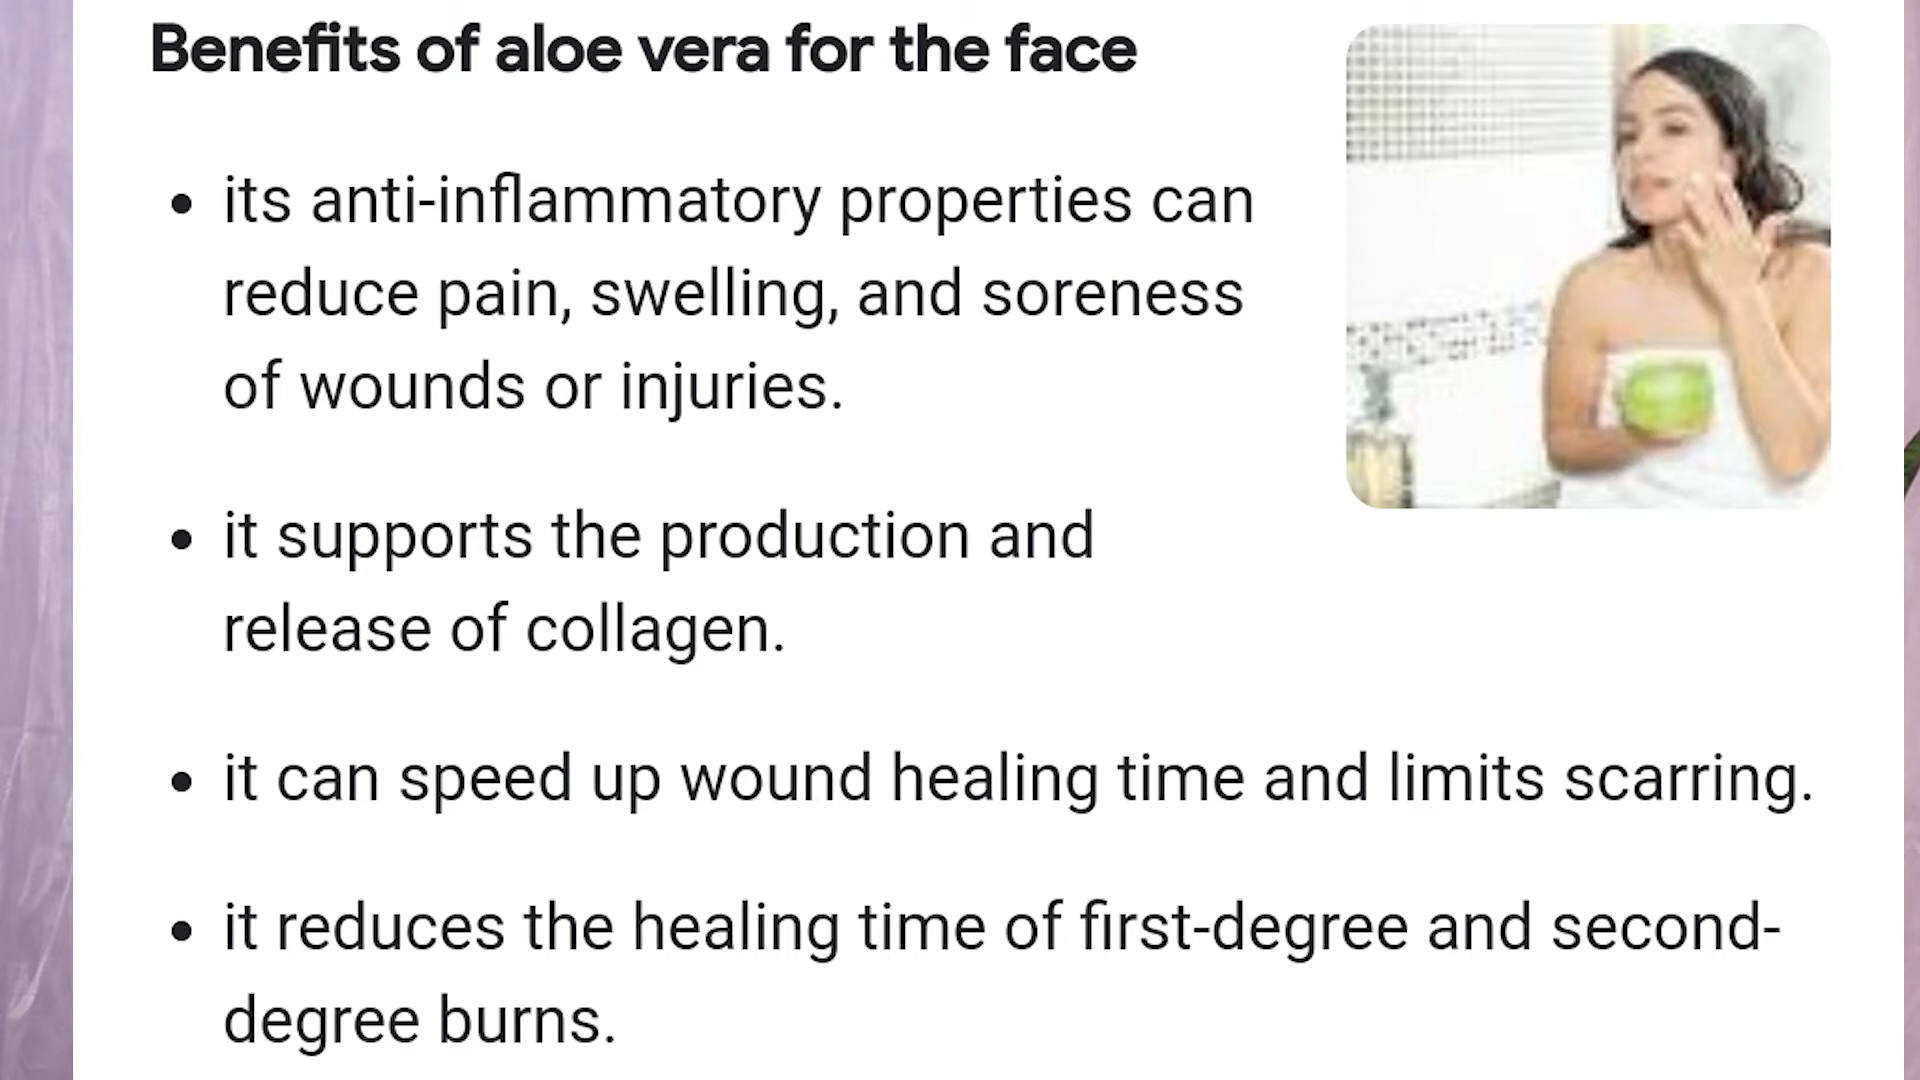 Benefits of aloe vera for the face
• its anti-inflammatory properties can
reduce pain, swelling, and soreness
of wounds or injuries.
• it supports the production and
release of collagen.
• it can speed up wound healing time and limits scarring.
• it reduces the healing time of first-degree and second-
degree burns.